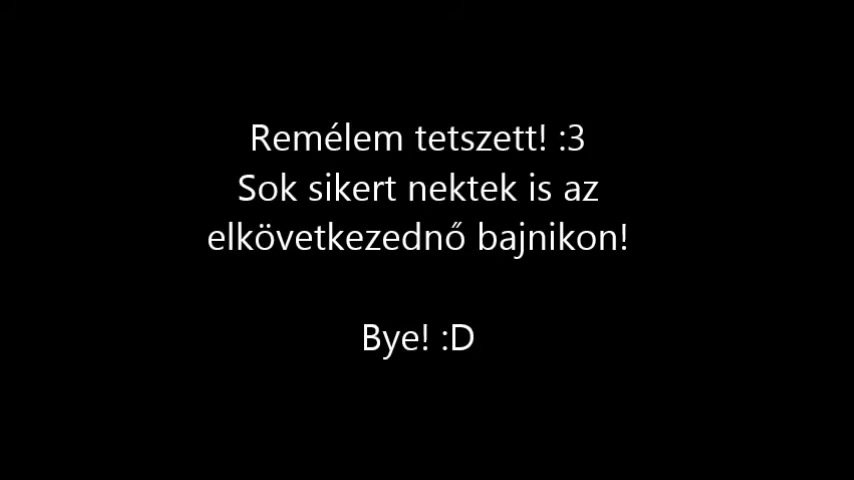 Remélem tetszett! :3
Sok sikert nektek is az
elkövetkezednő bajnikon!
Bye! :D